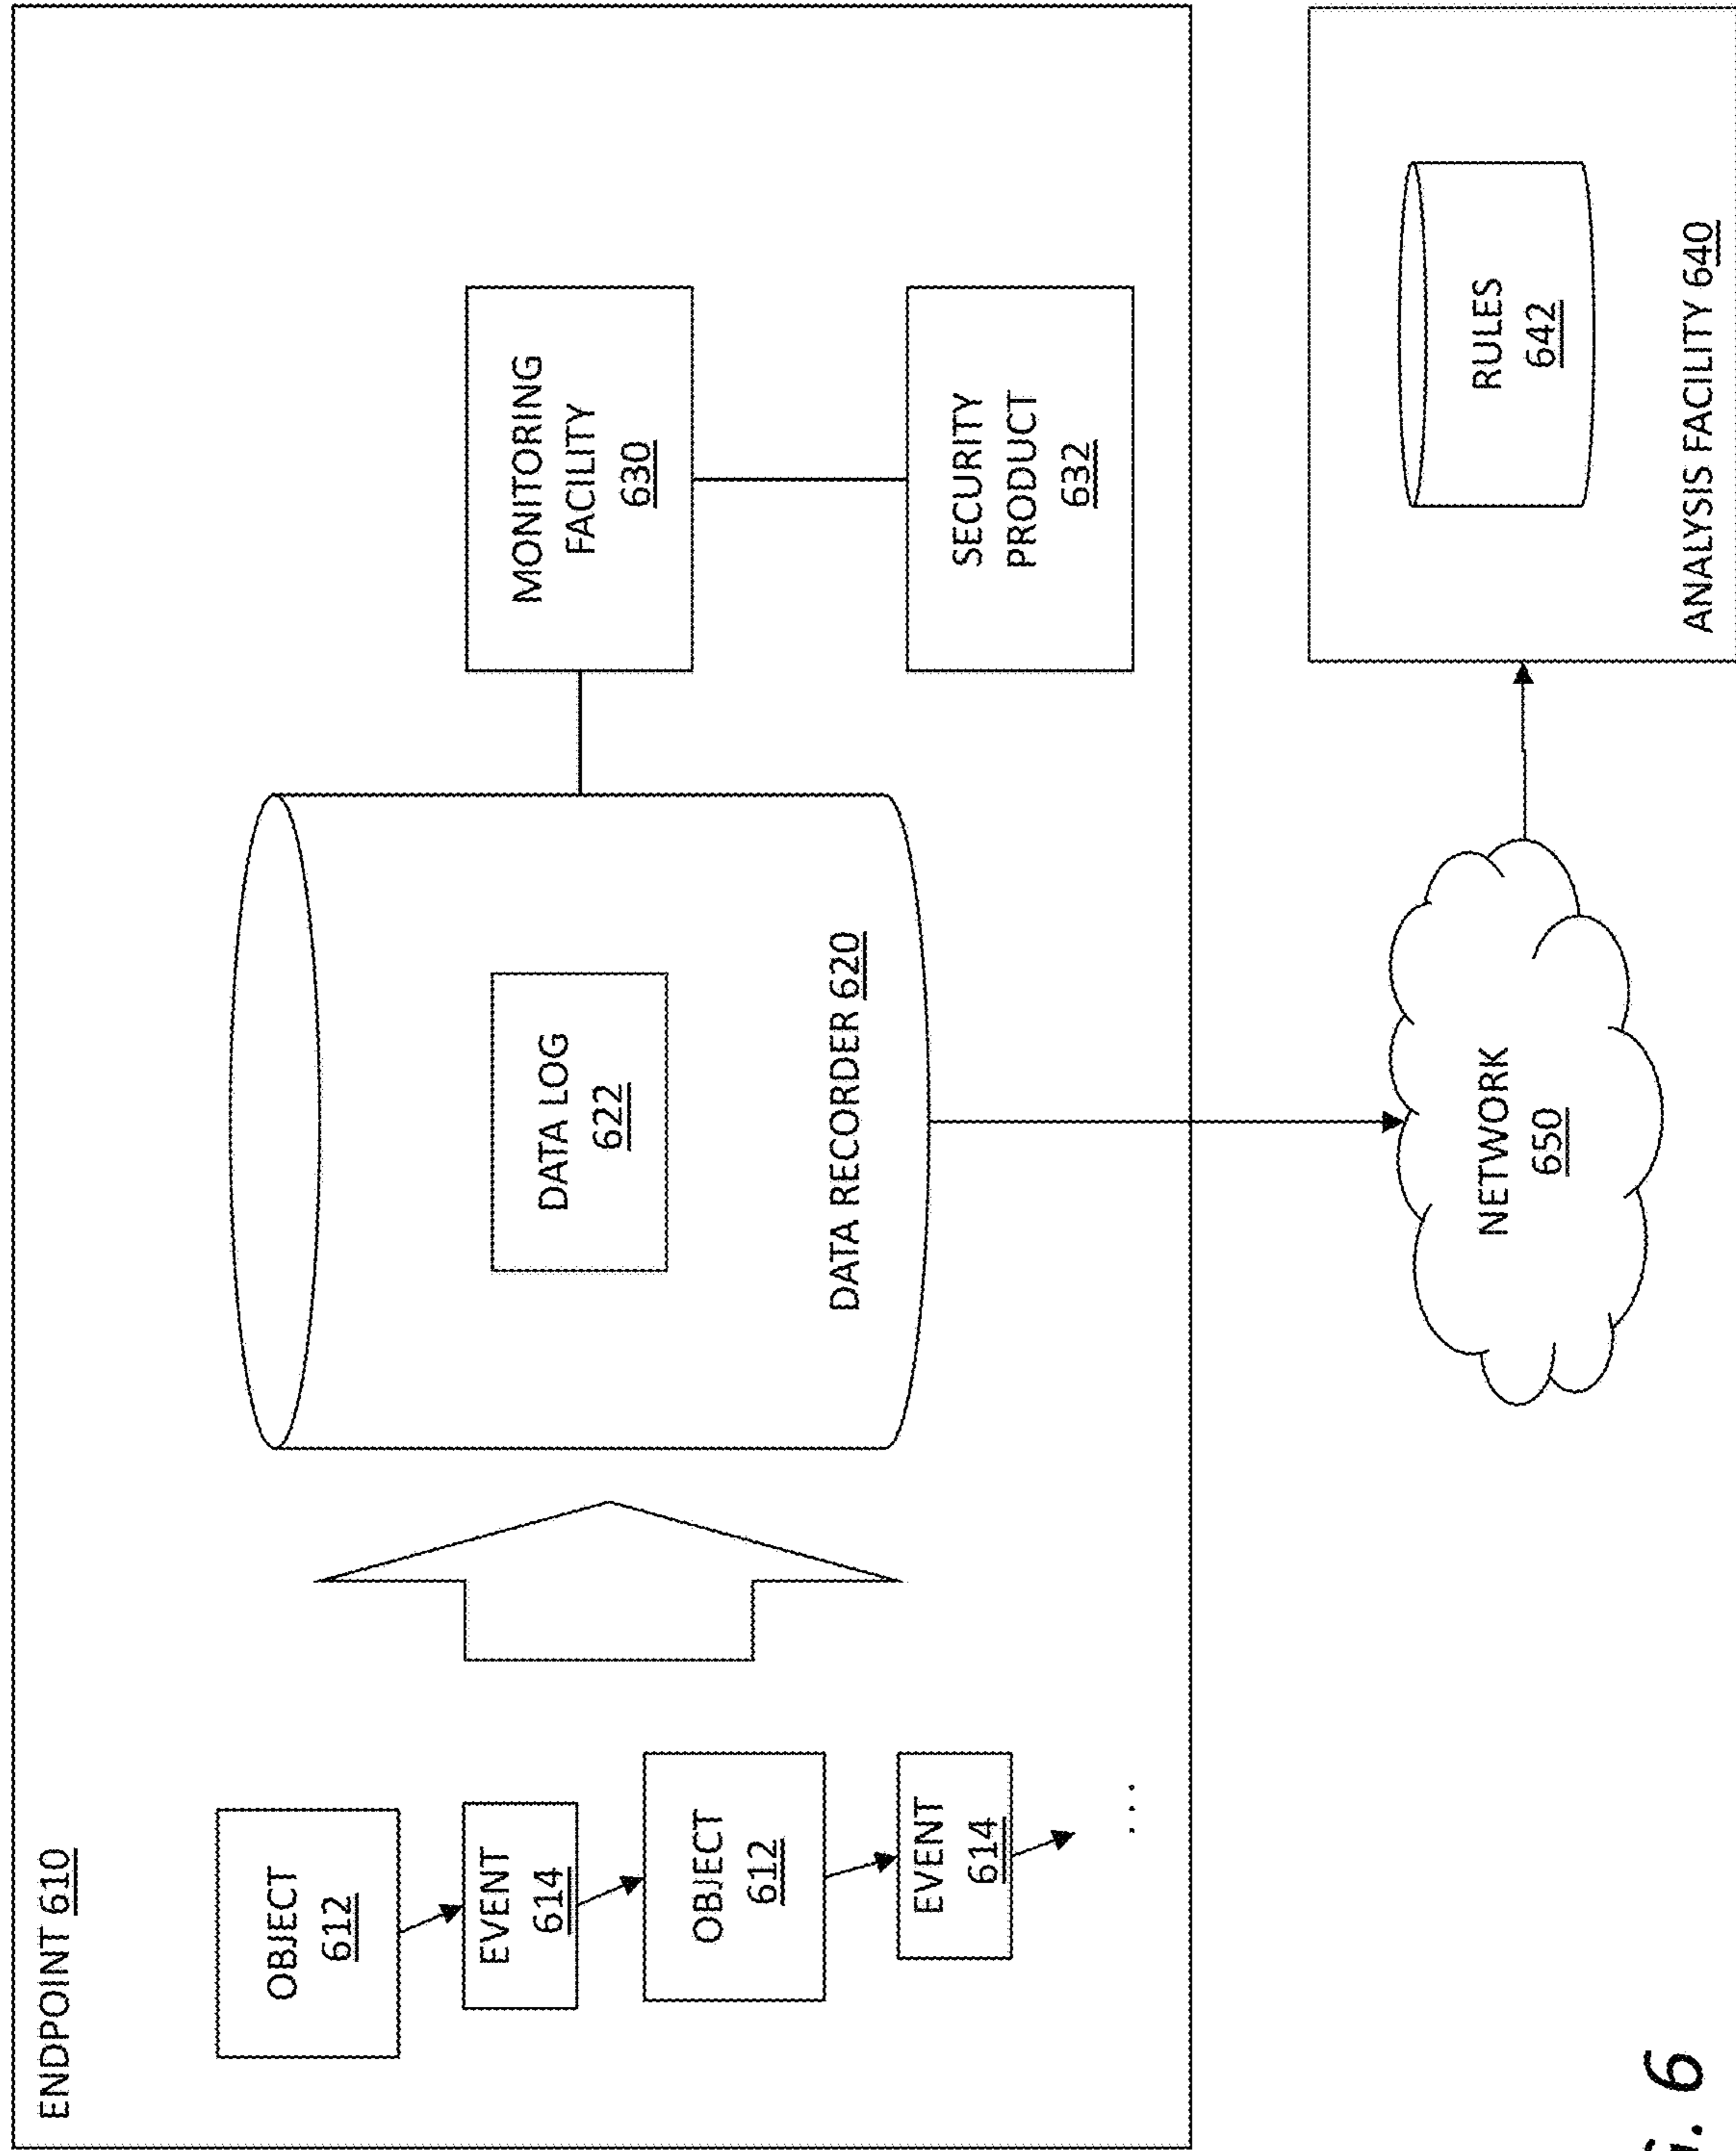 ENDPOINT 610
OBJECT
612
EVENT
614
OBJECT
612
EVENT
614
. . .
DATA LOG
622
DATA RECORDER 620
MONITORING
FACILITY
630
SECURITY
PRODUCT
632
NETWORK
650
RULES
642
ANALYSIS FACILITY 640
G. 6